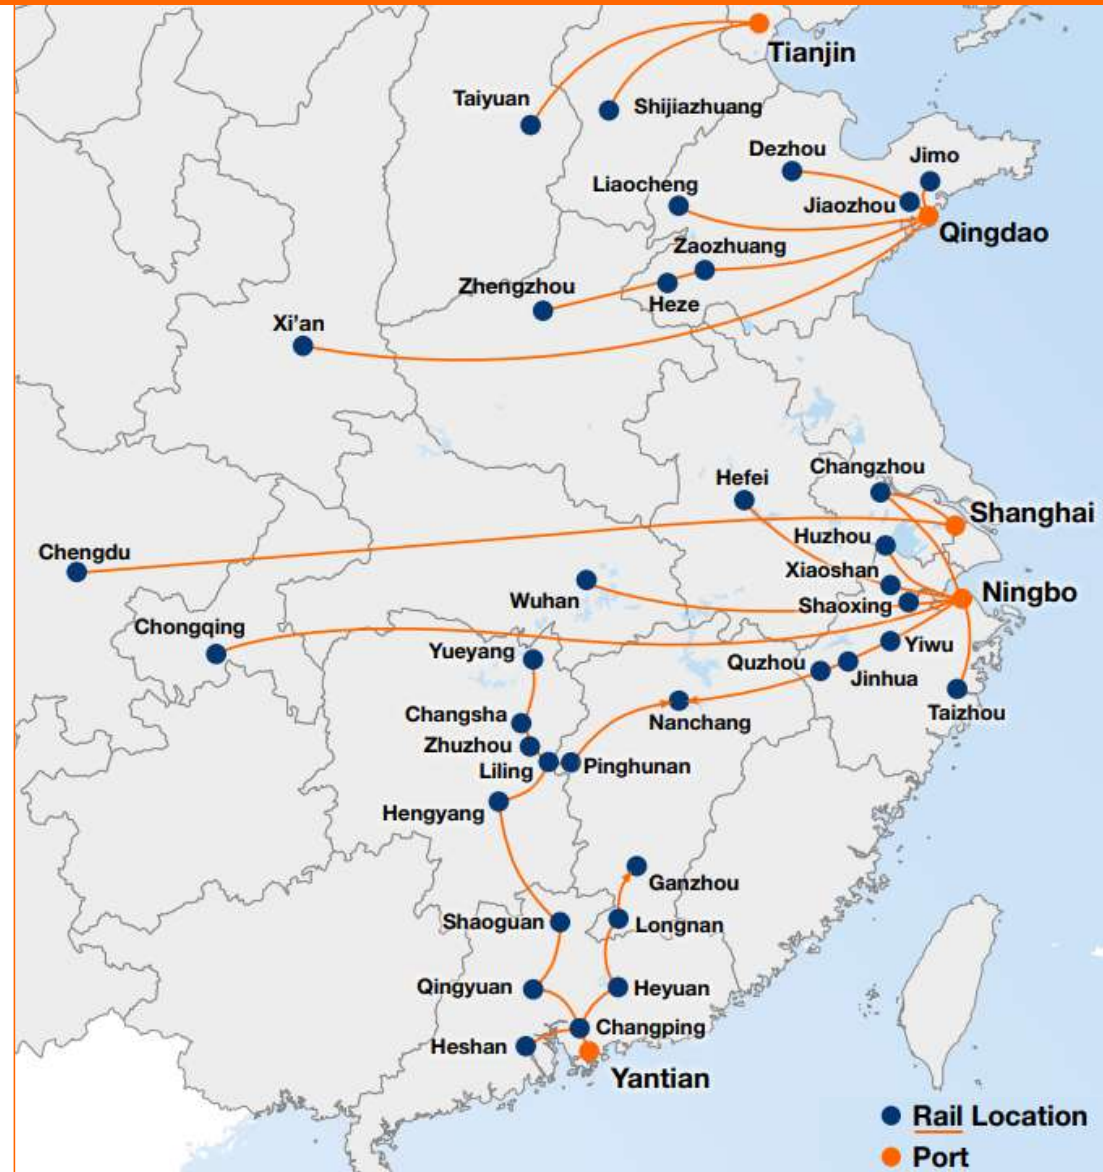 Tianjin
Taiyuan
Shijiazhuang
Dezhou
Jimo
Liaocheng
Jiaozhou
Qingdao
Zaozhuang
Zhengzhou
Heze
Xi'an
Changzhou
Hefei
Shanghai
Huzhou
Chengdu
Xiaoshan
Ningbo
Wuhan
Shaoxing
Chongqing
Yiwu
Yueyang
Quzhou
Jinhua
Taizhou
Changsha
Nanchang
Zhuzhou
Liling
Pinghunan
Hengyang
Ganzhou
Shaoguan
Longnan
Qingyuan
Heyuan
Changping
Heshan
Yantian
Rail Location
Port